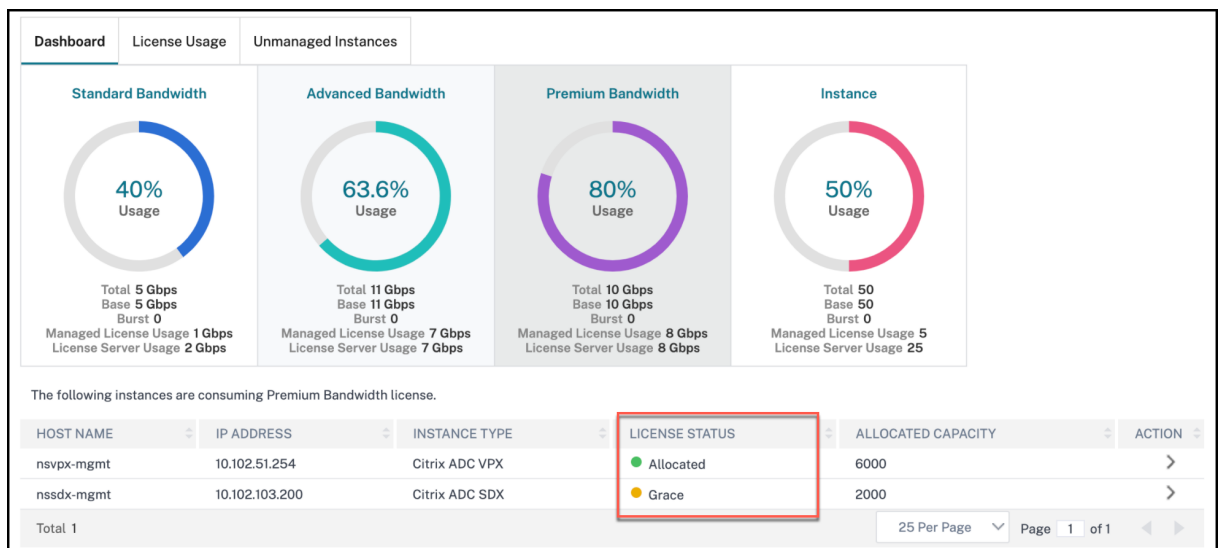 Dashboard License Usage Unmanaged Instances
Standard Bandwidth Advanced Bandwidth Premium Bandwidth Instance
40% 63.6% 80% 50%
Usage Usage Usage Usage
Total 5 Gbps Total 11 Gbps Total 10 Gbps Total 50
Base 5 Gbps Base 11 Gbps Base 10 Gbps Base 50
Burst 0 Burst 0 Burst 0 Burst 0
Managed License Usage 1 Gbps Managed License Usage 7 Gbps Managed License Usage 8 Gbps Managed License Usage 5
License Server Usage 2 Gbps License Server Usage 7 Gbps License Server Usage 8 Gbps License Server Usage 25
The following instances are consuming Premium Bandwidth license.
HOST NAME IP ADDRESS INSTANCE TYPE LICENSE STATUS ALLOCATED CAPACITY ACTION
nsvpx-mgmt 10.102.51.254 Citrix ADC VPX Allocated 6000
nssdx-mgmt 10.102.103.200 Citrix ADC SDX Grace 2000
Total 1 25 Per Page Page 1 of 1